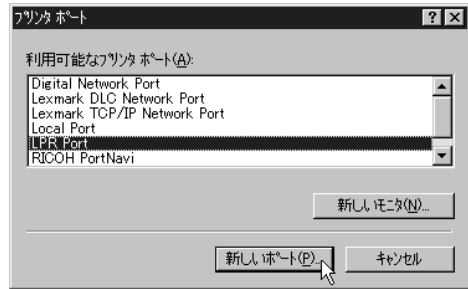 プリンタ ポート
利用可能なプリンタ ポート(A):
Digital Network Port
Lexmark DLC Network Port
Lexmark TCP/IP Network Port
Local Port
LPR Port
RICOH PortNavi
新しいモニタ(N)...
新しいポート(P)...
キャンセル